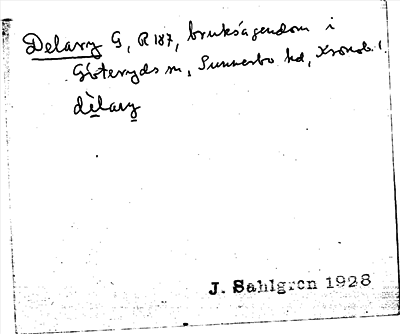 Delary G, R 187, bruksägendom i
Göteryds sn, Sunnerbo hd, Kronob. l
dèlary
J. Sahlgren 1928